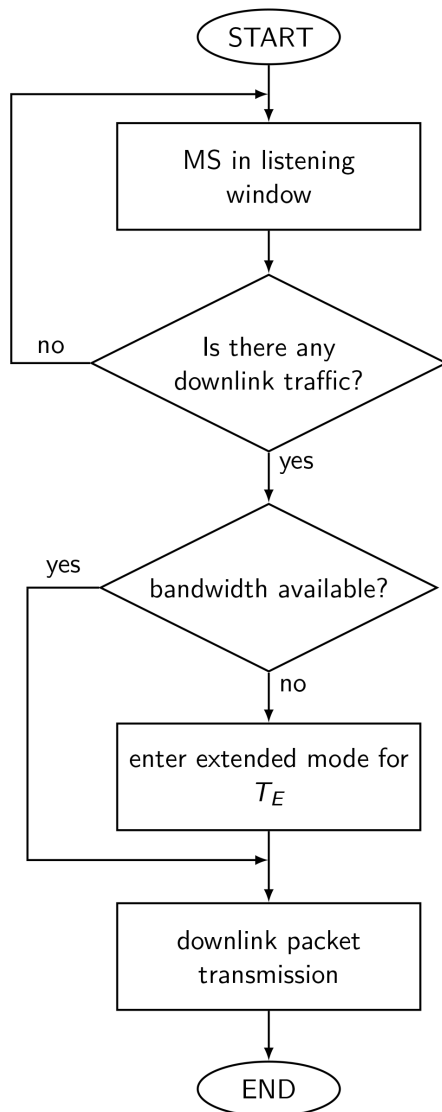 START
MS in listening
window
Is there any
downlink traffic?
no
yes
bandwidth available?
yes
no
enter extended mode for
T_E
downlink packet
transmission
END